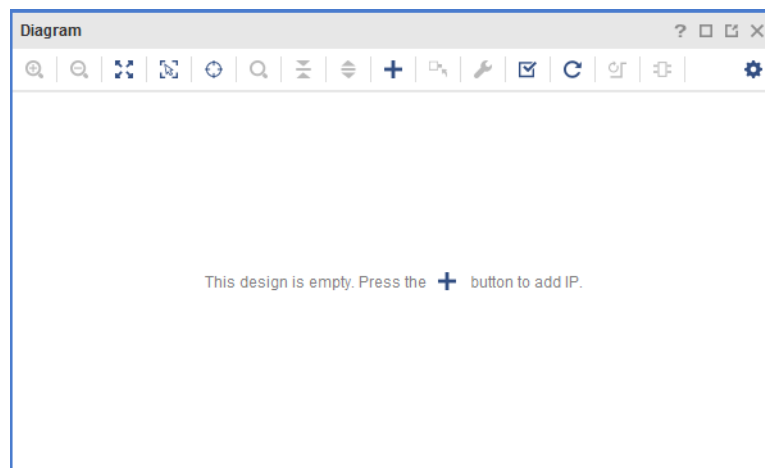 Diagram
This design is empty. Press the + button to add IP.